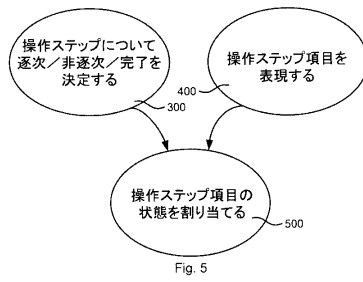 操作ステップについて
逐次/非逐次/完了を
決定する
300
操作ステップ項目を
表現する
400
操作ステップ項目の
状態を割り当てる
500
Fig. 5